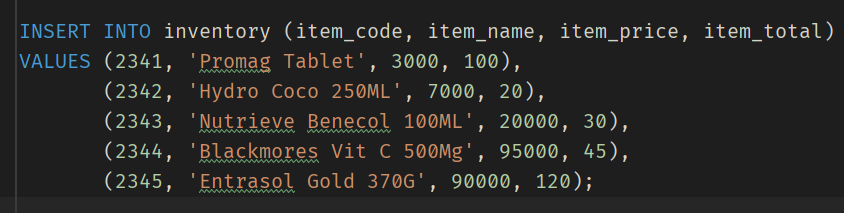 INSERT INTO inventory (item_code, item_name, item_price, item_total)
VALUES (2341, 'Promag Tablet', 3000, 100),
(2342, 'Hydro Coco 250ML', 7000, 20),
(2343, 'Nutrieve Benecol 100ML', 20000, 30),
(2344, 'Blackmores Vit C 500Mg', 95000, 45),
(2345, 'Entrasol Gold 370G', 90000, 120);